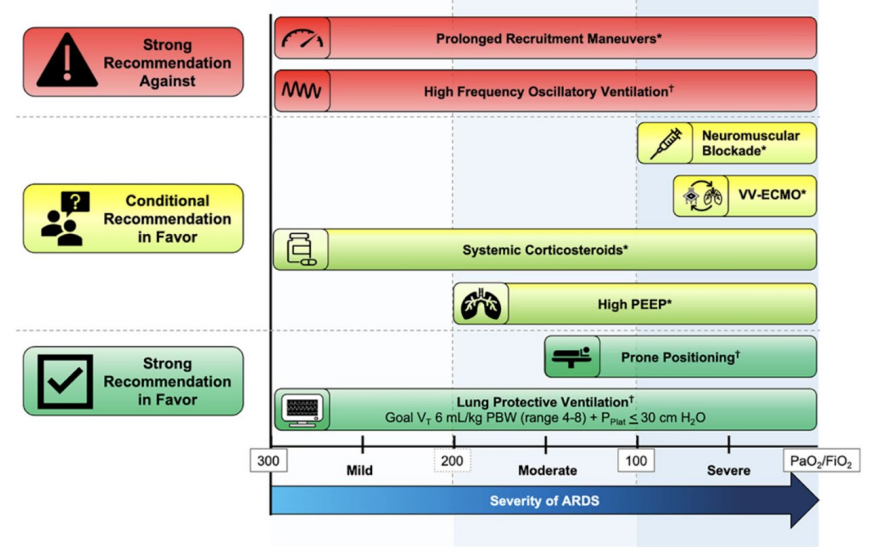 Strong
Recommendation
Against
Prolonged Recruitment Maneuvers*
High Frequency Oscillatory Ventilation†
Conditional
Recommendation
in Favor
?
Neuromuscular
Blockade*
VV-ECMO*
Systemic Corticosteroids*
High PEEP*
Strong
Recommendation
in Favor
Prone Positioning†
Lung Protective Ventilation†
Goal V_T 6 mL/kg PBW (range 4-8) + P_Plat ≤ 30 cm H₂O
300
200
100
PaO₂/FiO₂
Mild
Moderate
Severe
Severity of ARDS